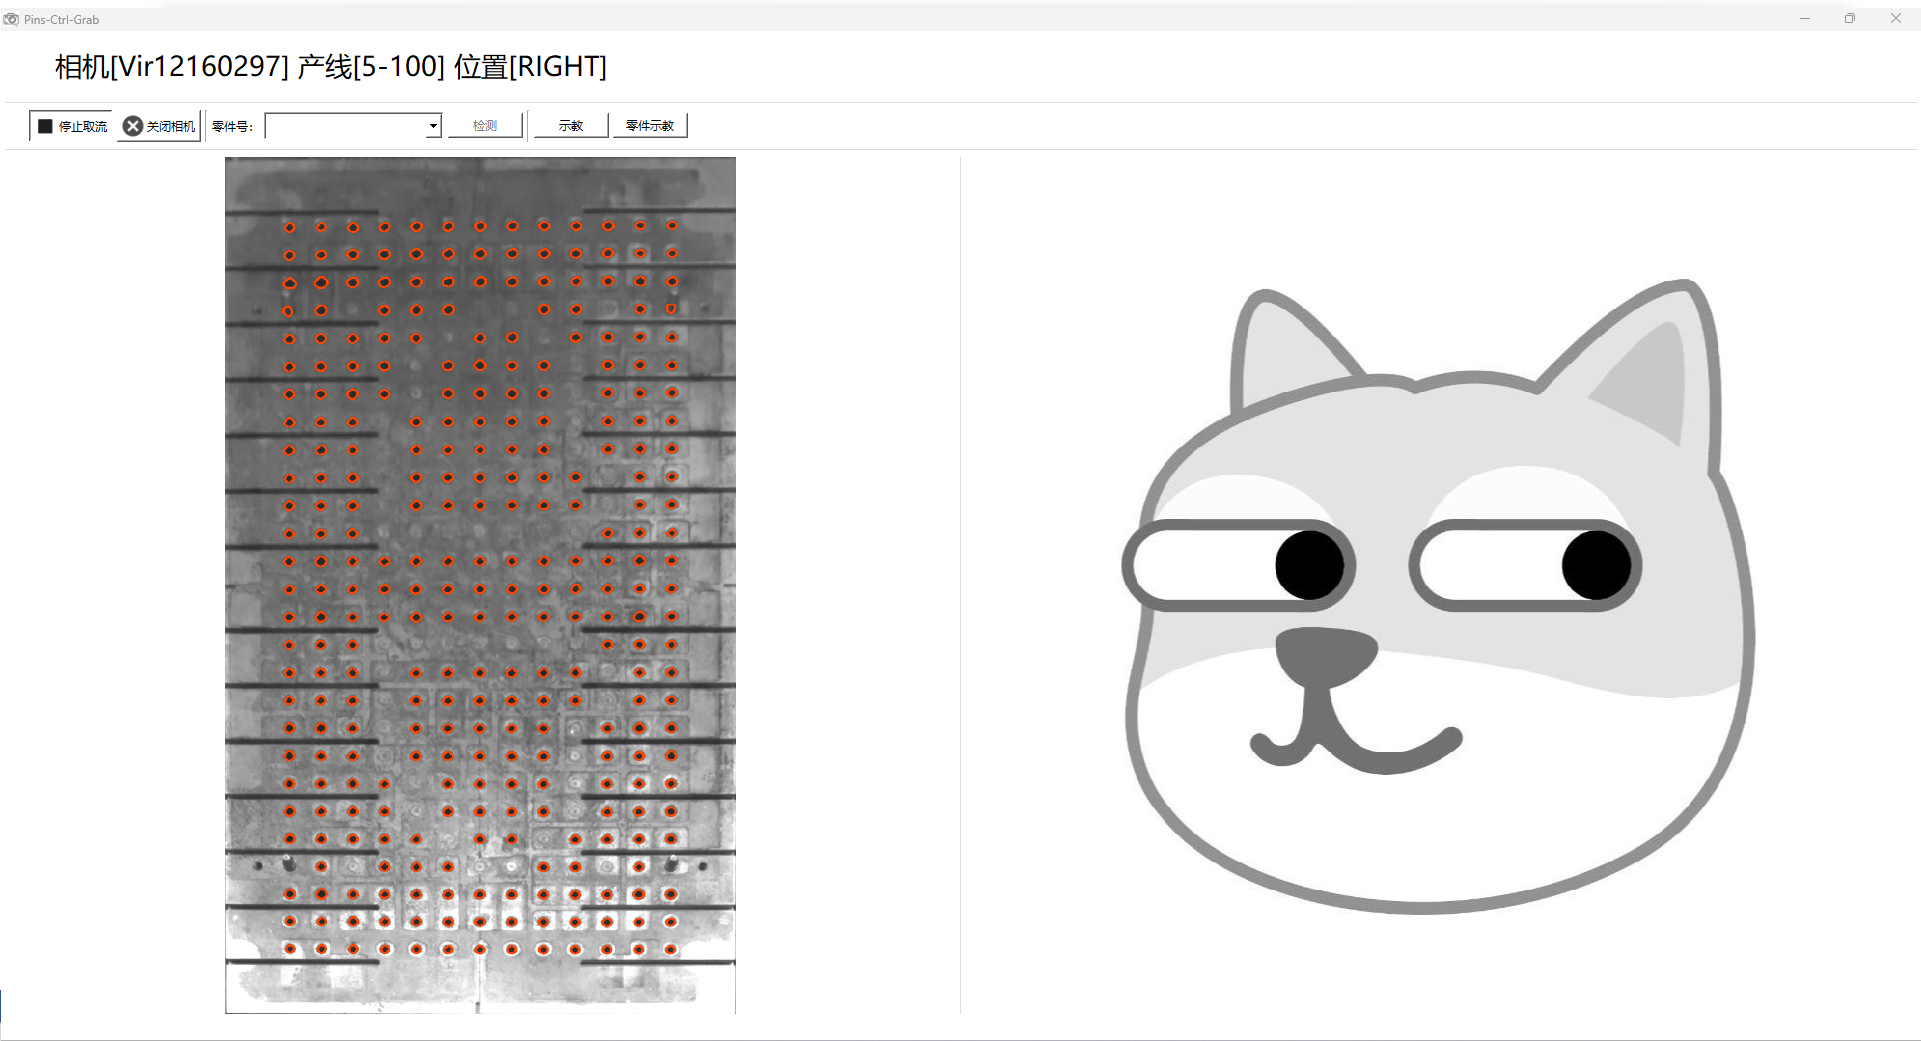 Pins-Ctrl-Grab
相机[Vir12160297] 产线[5-100] 位置[RIGHT]
停止取流 关闭相机 零件号: 检测 示教 零件示教